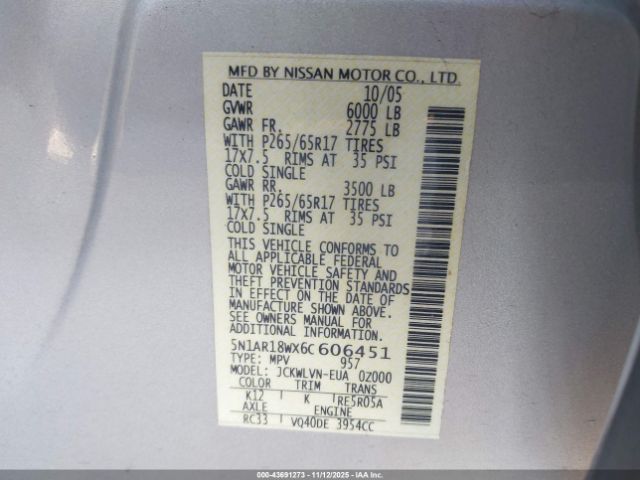 MFD BY NISSAN MOTOR CO., LTD.
DATE 10/05
GVWR 6000 LB
GAWR FR. 2775 LB
WITH P265/65R17 TIRES
17X7.5 RIMS AT 35 PSI
COLD SINGLE
GAWR RR. 3500 LB
WITH P265/65R17 TIRES
17X7.5 RIMS AT 35 PSI
COLD SINGLE
THIS VEHICLE CONFORMS TO
ALL APPLICABLE FEDERAL
MOTOR VEHICLE SAFETY AND
THEFT PREVENTION STANDARDS
IN EFFECT ON THE DATE OF
MANUFACTURE SHOWN ABOVE.
SEE OWNERS MANUAL FOR
ADDITIONAL INFORMATION
5N1AR18WX6C 606451
TYPE: MPV 957
MODEL: JCKWLVN-EUA 0Z000
COLOR TRIM TRANS
K12 K RE5R05A
AXLE ENGINE
RC33 VQ40DE 3954CC
000-43691273 - 11/12/2025 - IAAI.COM